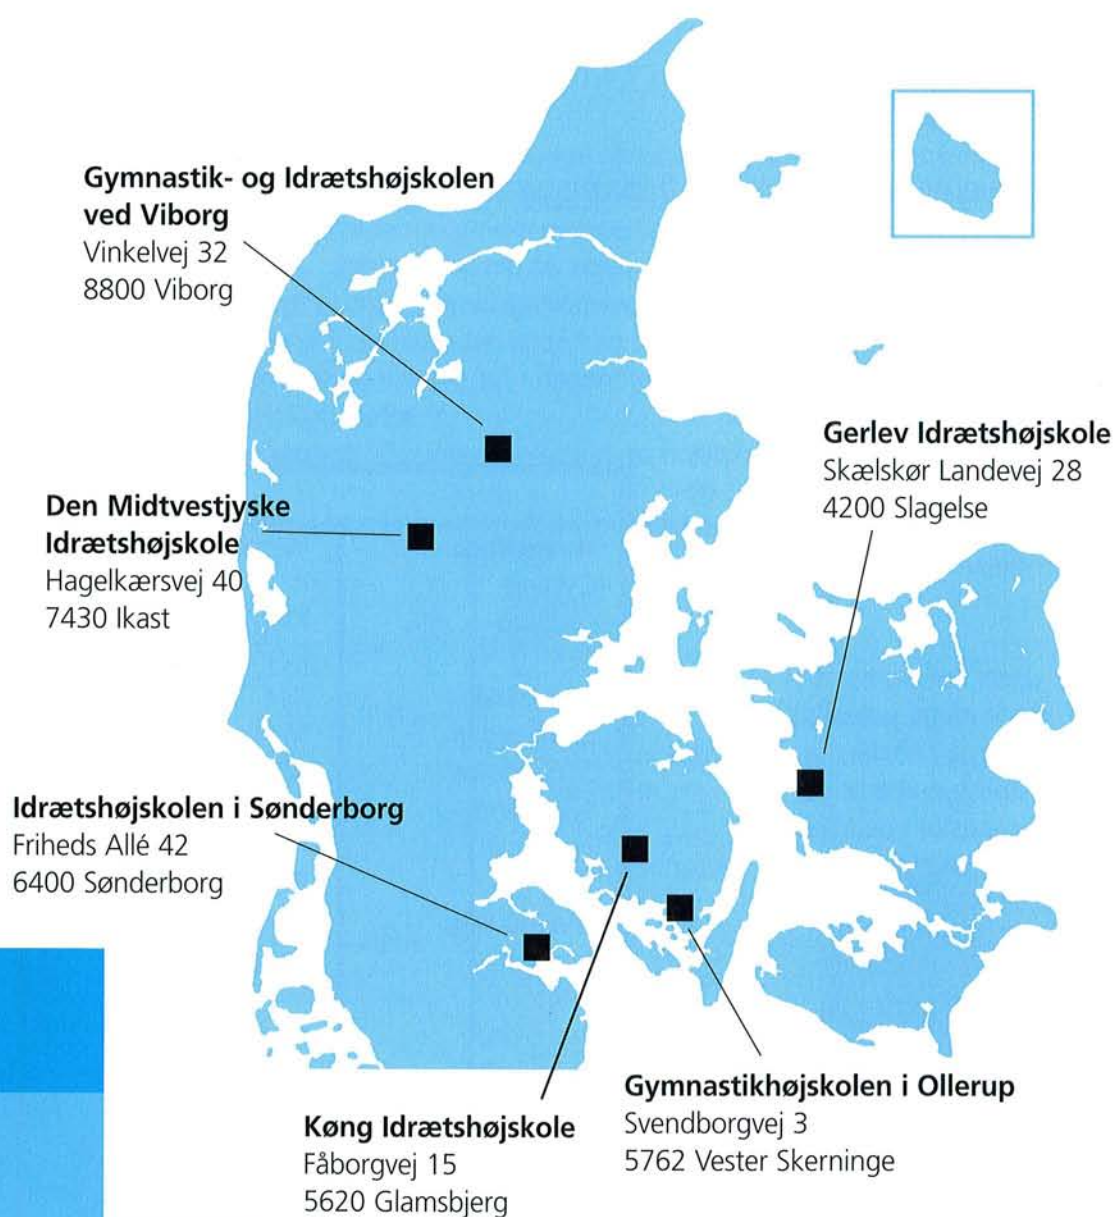 Gymnastik- og Idrætshøjskolen
ved Viborg
Vinkelvej 32
8800 Viborg
Den Midtvestjyske
Idrætshøjskole
Hagelkærsvej 40
7430 Ikast
Gerlev Idrætshøjskole
Skælskør Landevej 28
4200 Slagelse
Idrætshøjskolen i Sønderborg
Friheds Allé 42
6400 Sønderborg
Køng Idrætshøjskole
Fåborgvej 15
5620 Glamsbjerg
Gymnastikhøjskolen i Ollerup
Svendborgvej 3
5762 Vester Skerninge